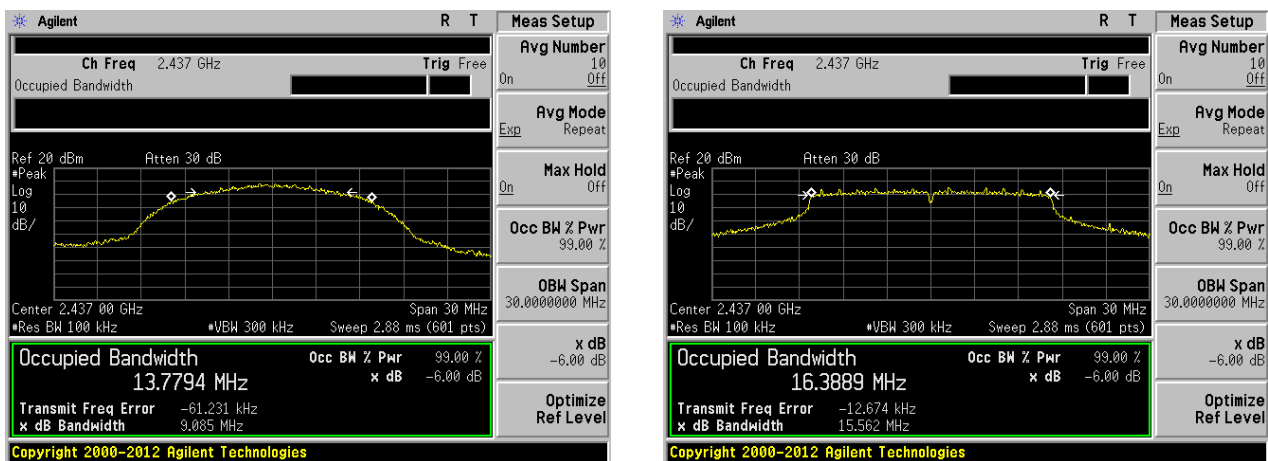 Agilent R T
Meas Setup
Ch Freq 2.437 GHz Trig Free
Occupied Bandwidth
Avg Number
10
On Off
Avg Mode
Exp Repeat
Max Hold
On Off
Occ BW % Pwr
99.00 %
OBW Span
30.0000000 MHz
x dB
-6.00 dB
Optimize
Ref Level
Ref 20 dBm Atten 30 dB
#Peak
Log
10
dB/
Center 2.437 00 GHz Span 30 MHz
#Res BW 100 kHz #VBW 300 kHz Sweep 2.88 ms (601 pts)
Occupied Bandwidth Occ BW % Pwr 99.00 %
13.7794 MHz x dB -6.00 dB
Transmit Freq Error -61.231 kHz
x dB Bandwidth 9.085 MHz
Copyright 2000-2012 Agilent Technologies
Agilent R T
Meas Setup
Ch Freq 2.437 GHz Trig Free
Occupied Bandwidth
Avg Number
10
On Off
Avg Mode
Exp Repeat
Max Hold
On Off
Occ BW % Pwr
99.00 %
OBW Span
30.0000000 MHz
x dB
-6.00 dB
Optimize
Ref Level
Ref 20 dBm Atten 30 dB
#Peak
Log
10
dB/
Center 2.437 00 GHz Span 30 MHz
#Res BW 100 kHz #VBW 300 kHz Sweep 2.88 ms (601 pts)
Occupied Bandwidth Occ BW % Pwr 99.00 %
16.3889 MHz x dB -6.00 dB
Transmit Freq Error -12.674 kHz
x dB Bandwidth 15.562 MHz
Copyright 2000-2012 Agilent Technologies